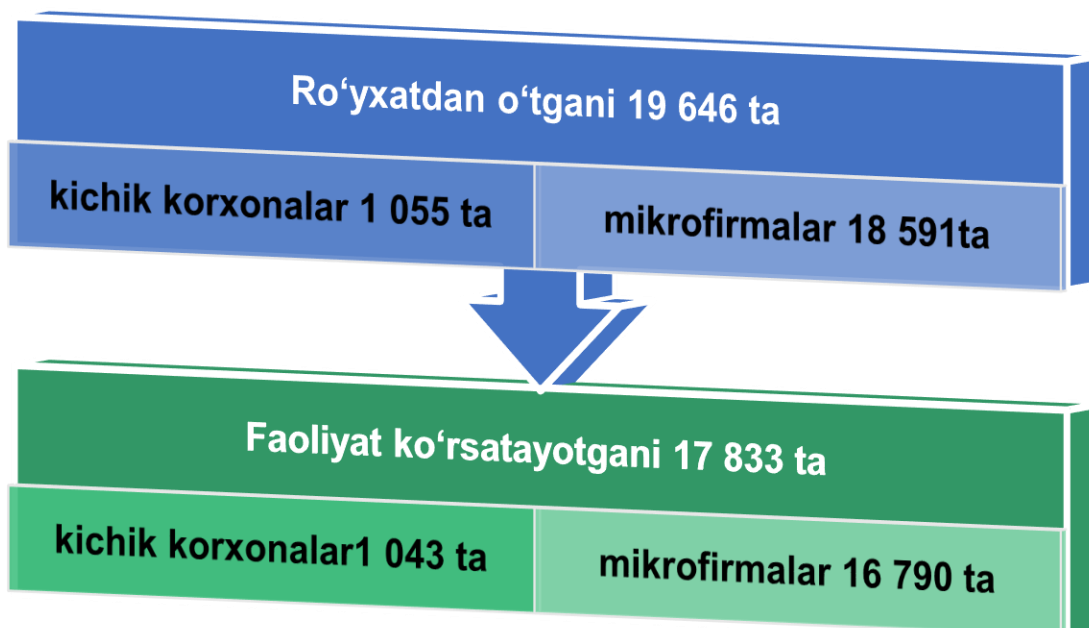 Ro‘yxatdan o‘tgani 19 646 ta
kichik korxonalar 1 055 ta
mikrofirmalar 18 591ta
Faoliyat ko‘rsatayotgani 17 833 ta
kichik korxonalar1 043 ta
mikrofirmalar 16 790 ta